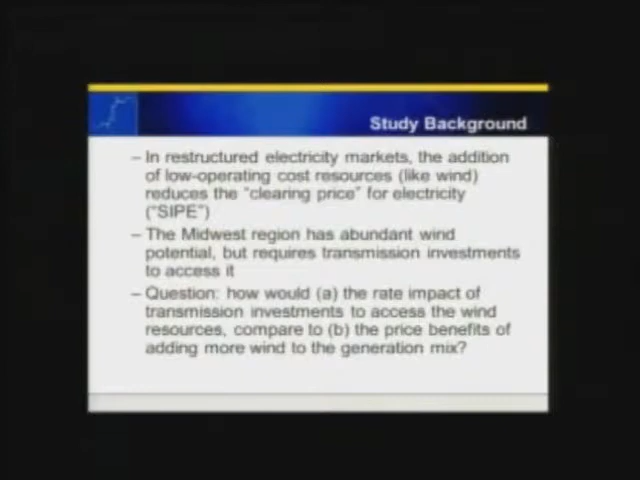 Study Background
– In restructured electricity markets, the addition
of low-operating cost resources (like wind)
reduces the "clearing price" for electricity
("SIPE")
– The Midwest region has abundant wind
potential, but requires transmission investments
to access it
– Question: how would (a) the rate impact of
transmission investments to access the wind
resources, compare to (b) the price benefits of
adding more wind to the generation mix?